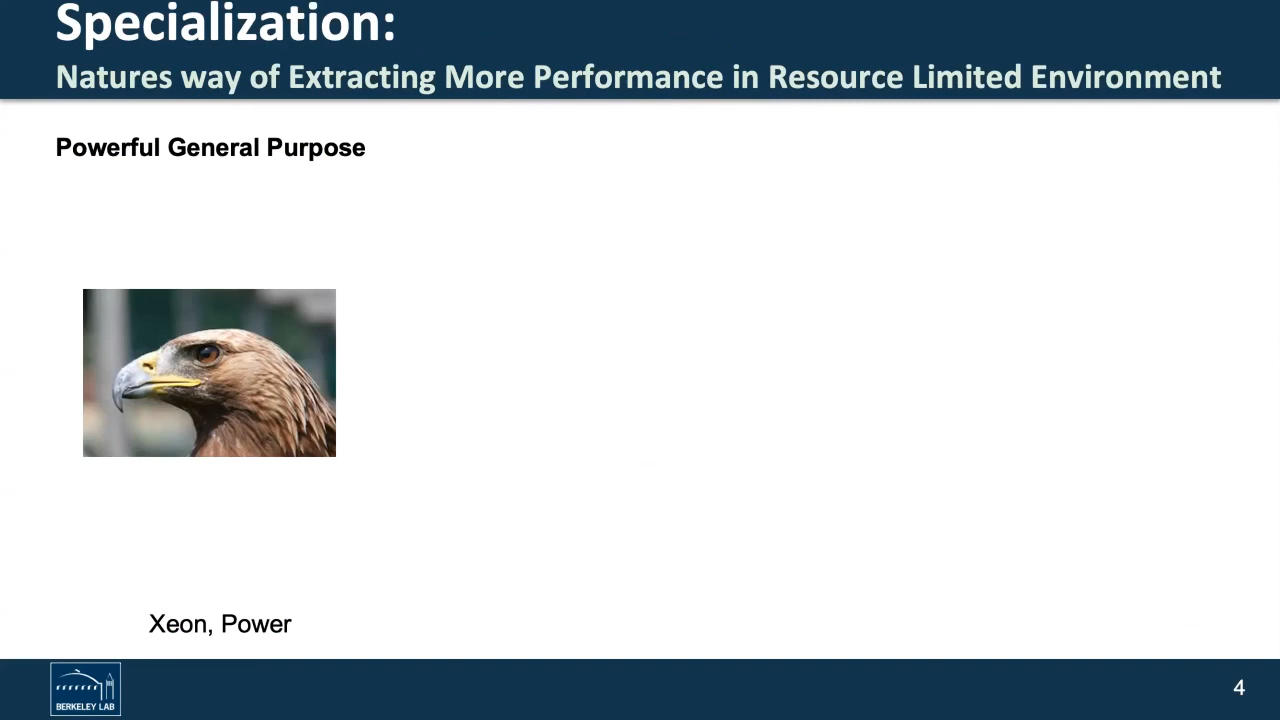 Specialization:
Natures way of Extracting More Performance in Resource Limited Environment
Powerful General Purpose
Xeon, Power
BERKELEY LAB
4